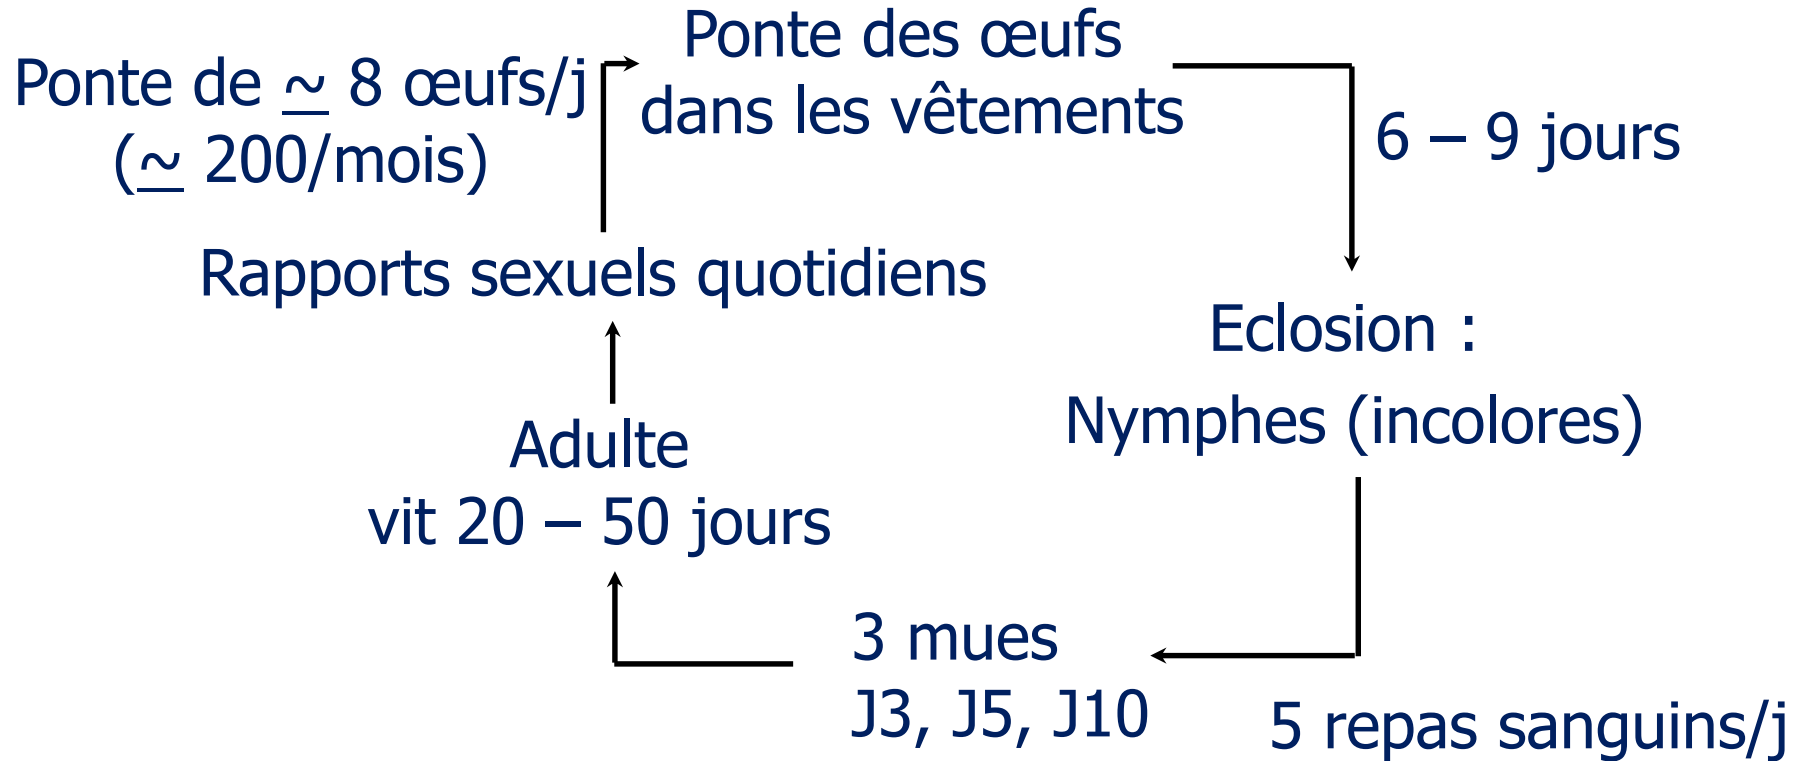 Ponte des œufs
dans les vêtements
6 – 9 jours
Eclosion :
Nymphes (incolores)
5 repas sanguins/j
3 mues
J3, J5, J10
Adulte
vit 20 – 50 jours
Rapports sexuels quotidiens
Ponte de ~ 8 œufs/j
(~ 200/mois)